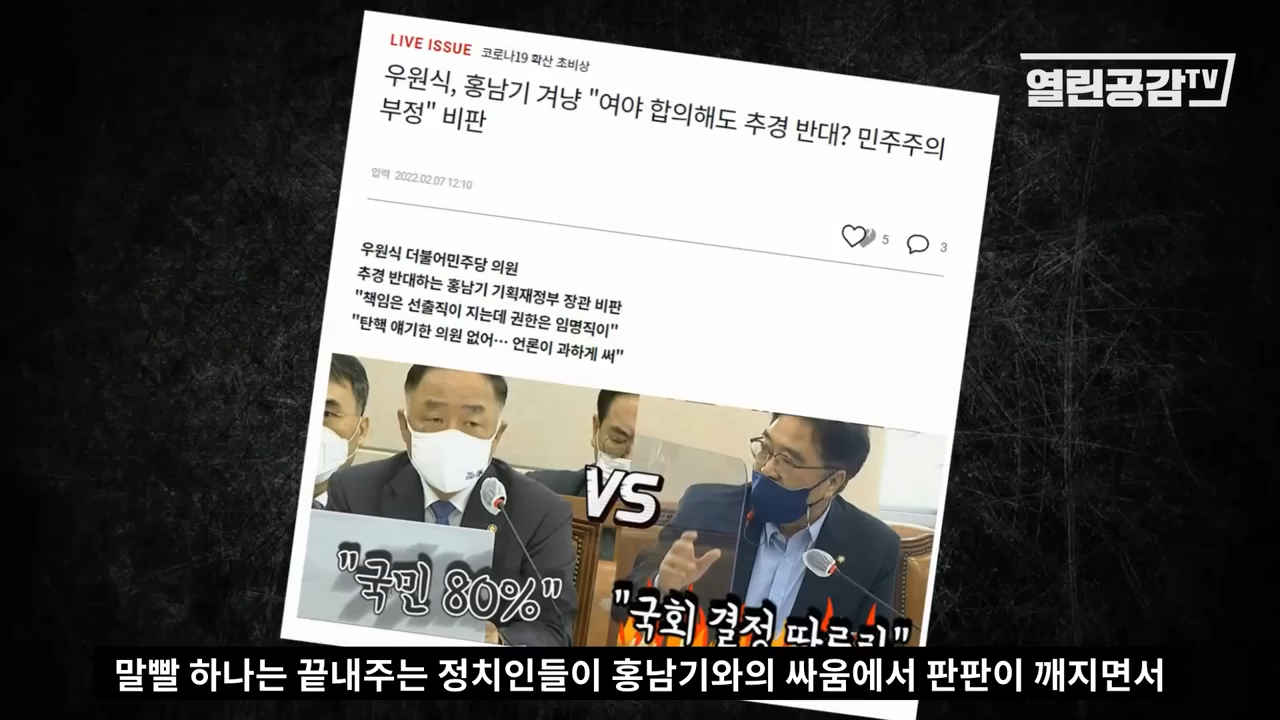 LIVE ISSUE 코로나19 확산 초비상
우원식, 홍남기 겨냥 "여야 합의해도 추경 반대? 민주주의
부정" 비판
입력 2022.02.07 12:10
5 3
우원식 더불어민주당 의원
추경 반대하는 홍남기 기획재정부 장관 비판
"책임은 선출직이 지는데 권한은 임명직이"
"탄핵 얘기한 의원 없어… 언론이 과하게 써"
열린공감TV
VS
"국민 80%"
"국회 결정
말빨 하나는 끝내주는 정치인들이 홍남기와의 싸움에서 판판이 깨지면서